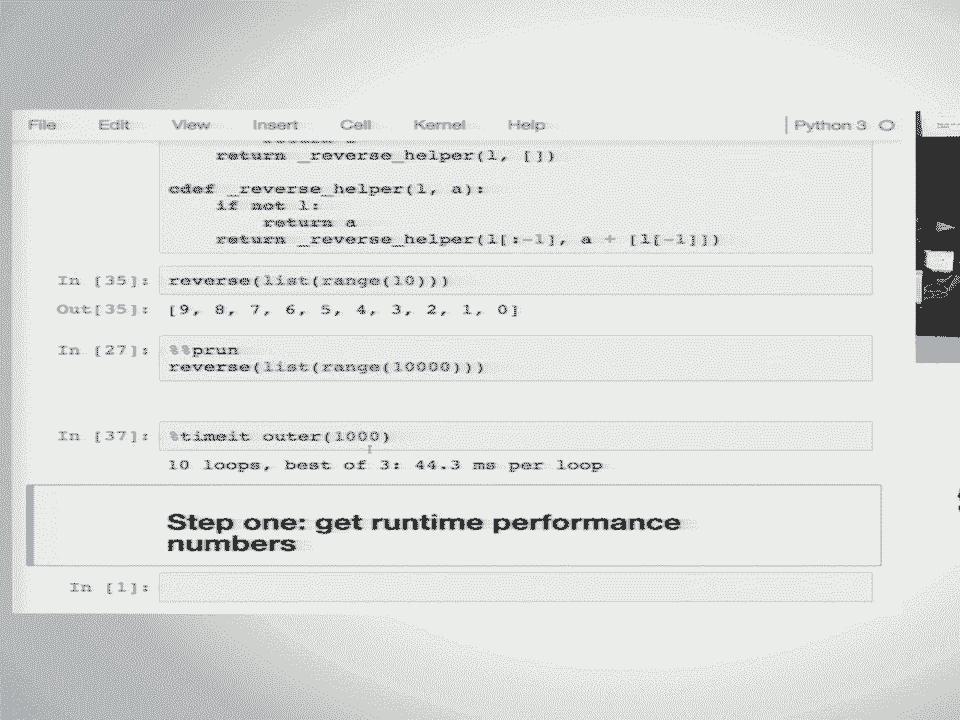 File Edit View Insert Cell Kernel Help Python 3
return _reverse_helper(l, [])
cdef _reverse_helper(l, a):
if not l:
return a
return _reverse_helper(l[:-1], a + [l[-1]])
In [35]: reverse(list(range(10)))
Out[35]: [9, 8, 7, 6, 5, 4, 3, 2, 1, 0]
In [27]: %%prun
reverse(list(range(10000)))
In [37]: %timeit outer(1000)
10 loops, best of 3: 44.3 ms per loop
Step one: get runtime performance
numbers
In [1]: